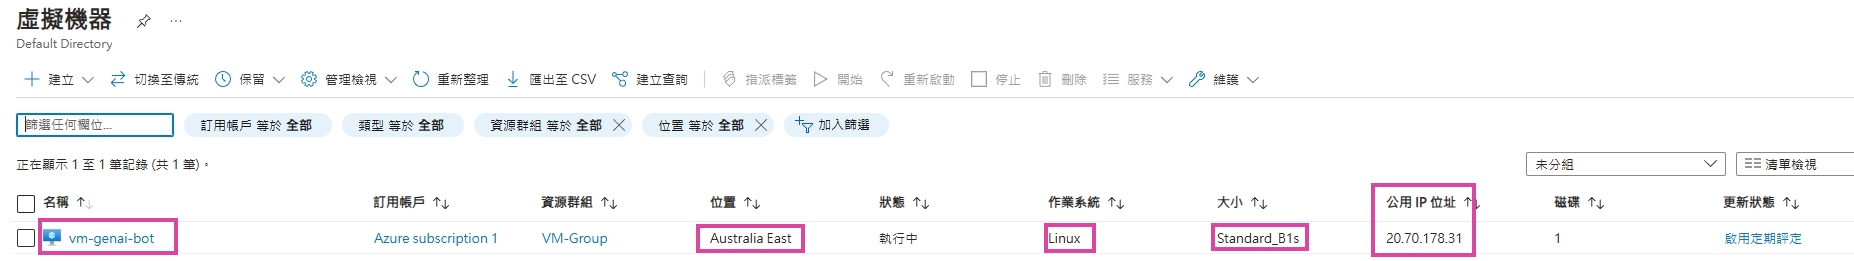 虛擬機器 ...
Default Directory
建立 切換至傳統 保留 管理檢視 重新整理 匯出至 CSV 建立查詢 指派標籤 開始 重新啟動 停止 刪除 服務 維護
篩選任何欄位... 訂用帳戶 等於 全部 類型 等於 全部 資源群組 等於 全部 位置 等於 全部 加入篩選
正在顯示 1 至 1 筆記錄 (共 1 筆)。 未分組 清單檢視
名稱 訂用帳戶 資源群組 位置 狀態 作業系統 大小 公用 IP 位址 磁碟 更新狀態
vm-genai-bot Azure subscription 1 VM-Group Australia East 執行中 Linux Standard_B1s 20.70.178.31 1 啟用定期評定